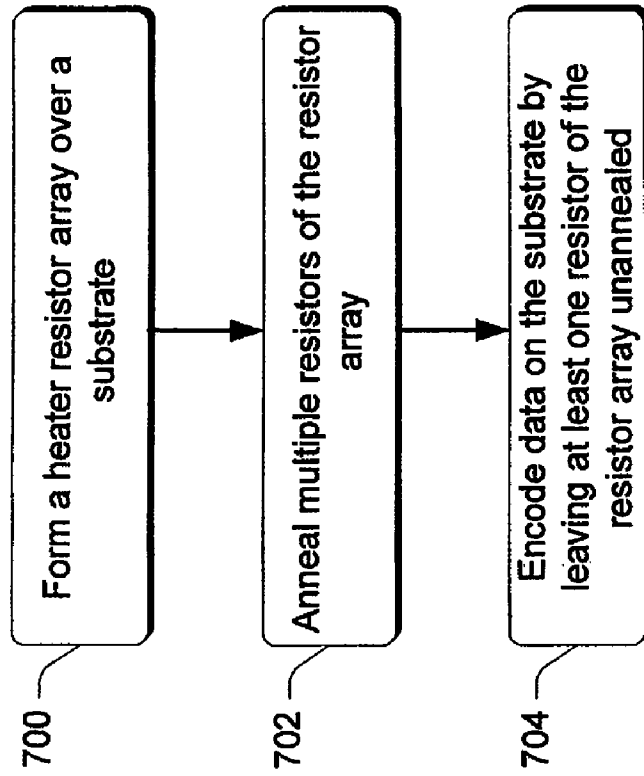 700
Form a heater resistor array over a
substrate
702
Anneal multiple resistors of the resistor
array
704
Encode data on the substrate by
leaving at least one resistor of the
resistor array unannealed